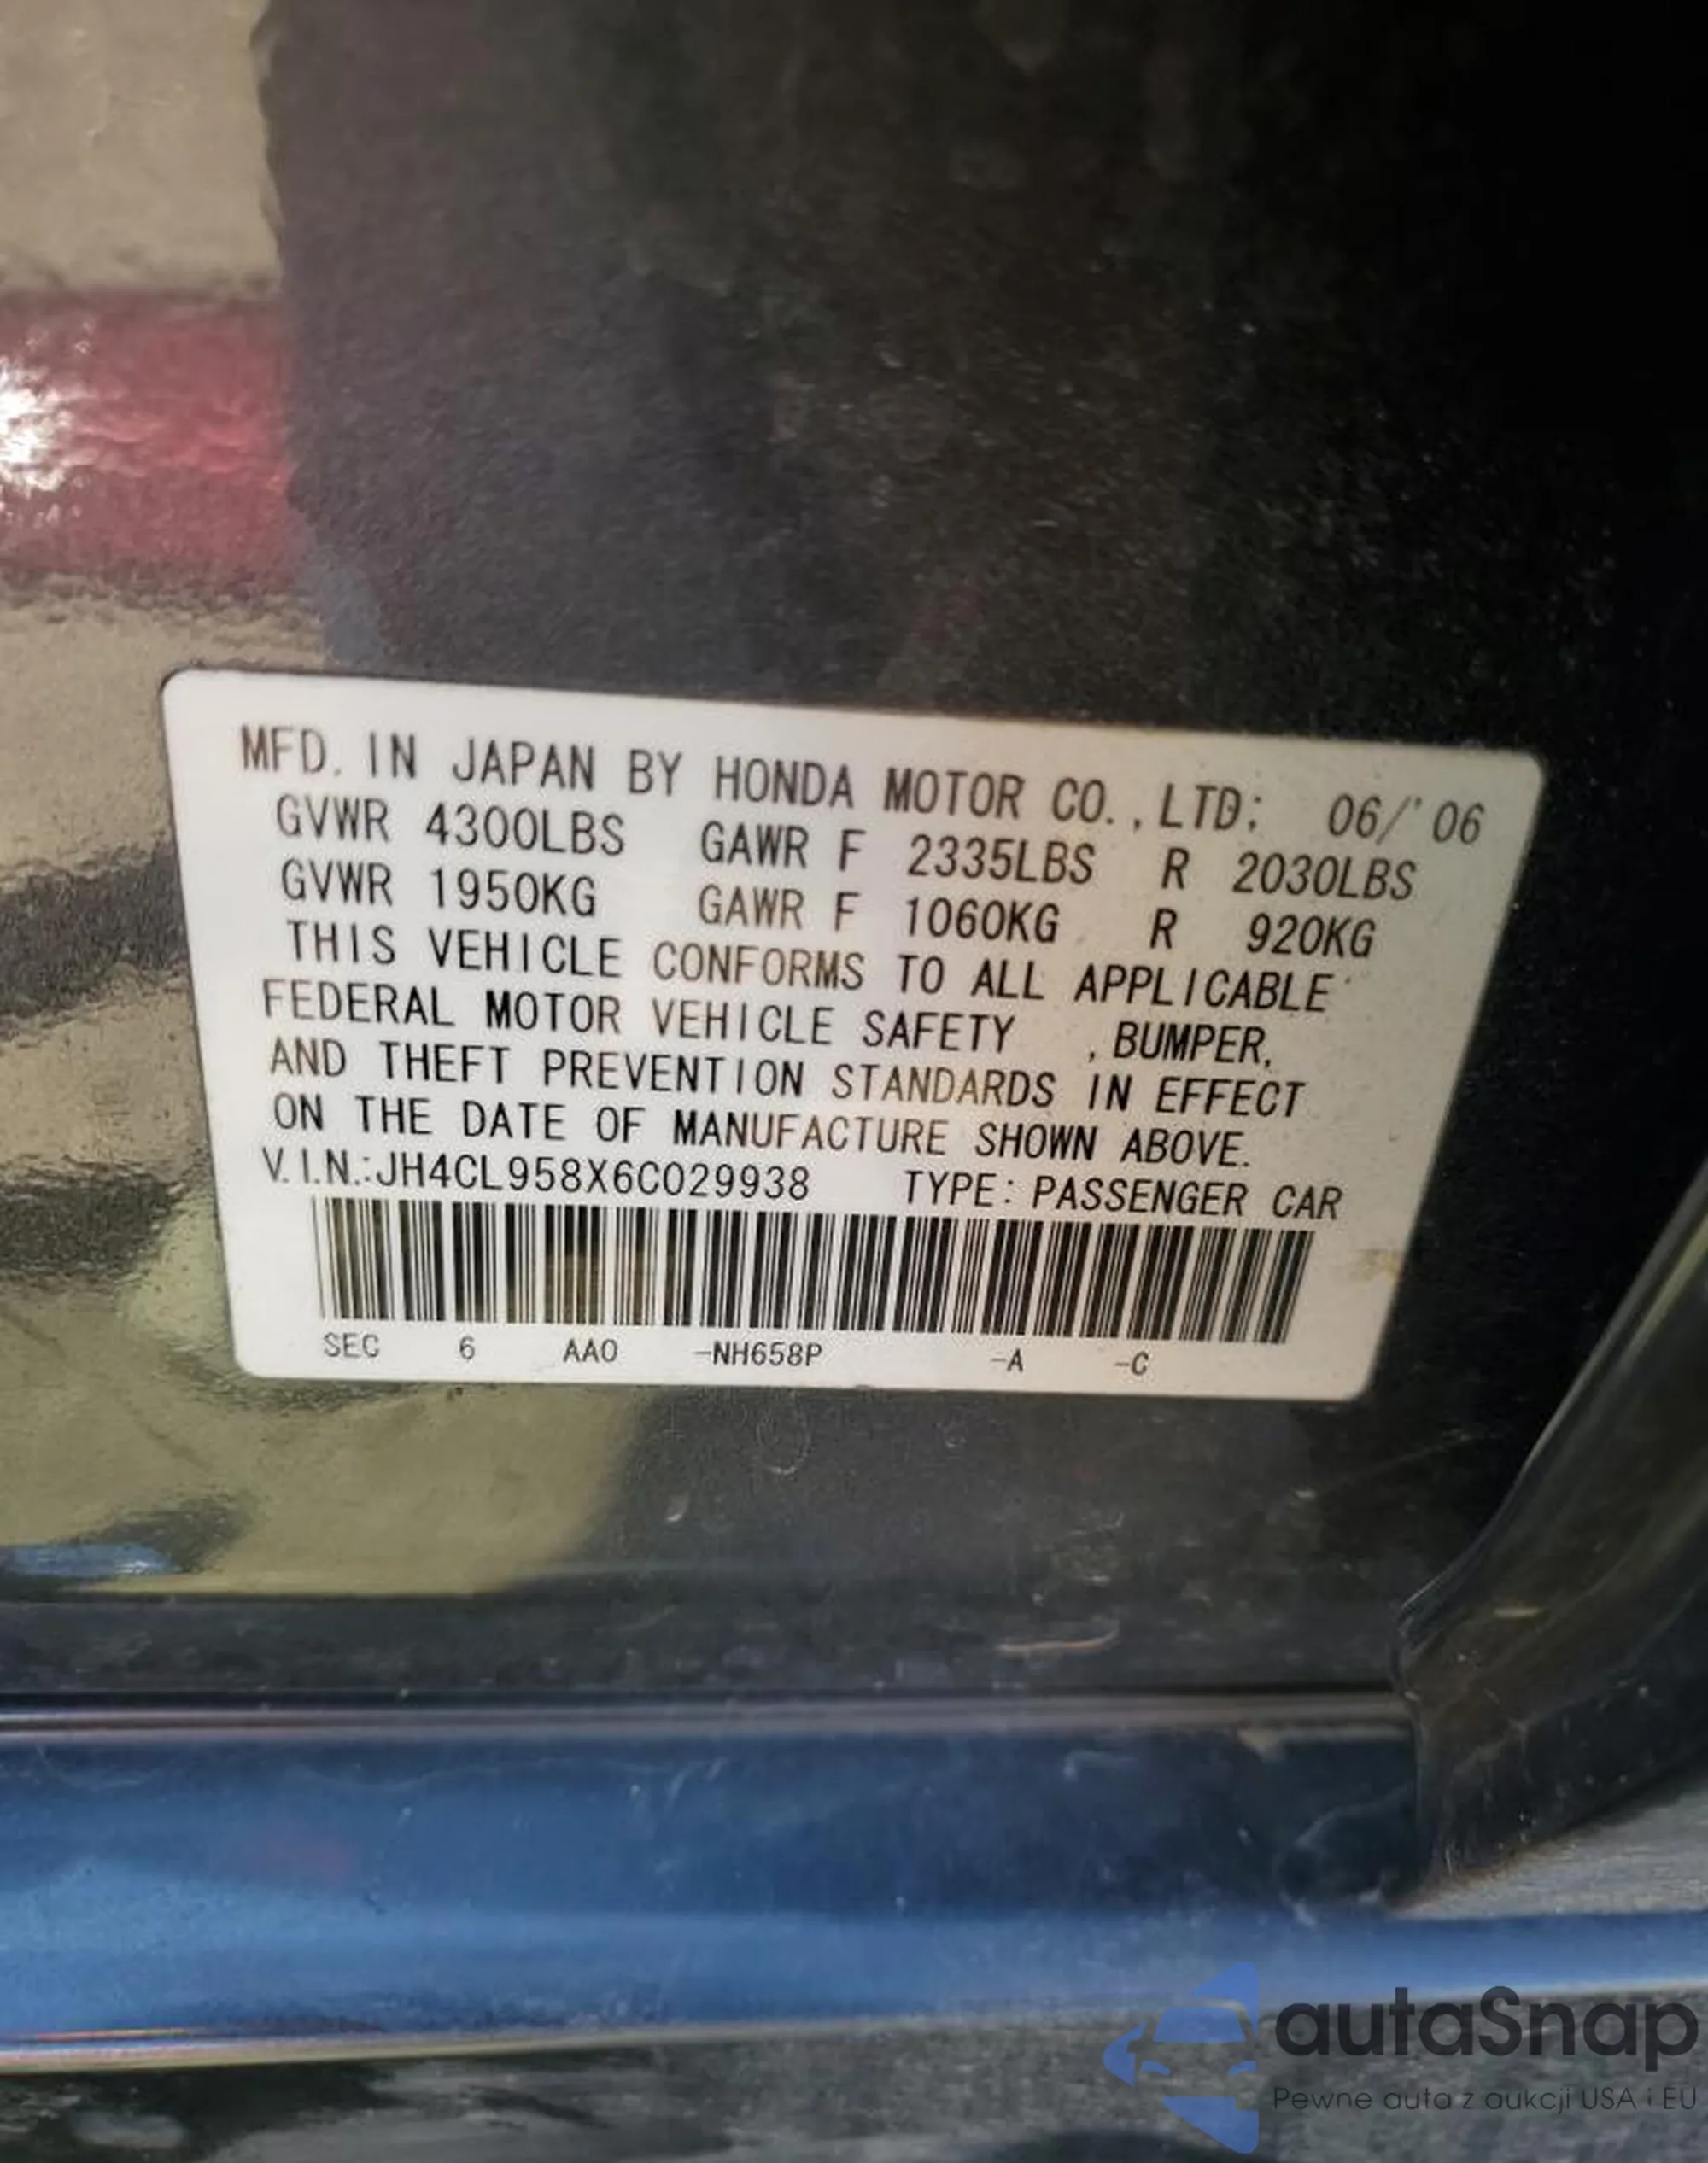 MFD. IN JAPAN BY HONDA MOTOR CO.,LTD; 06/'06
GVWR 4300LBS GAWR F 2335LBS R 2030LBS
GVWR 1950KG GAWR F 1060KG R 920KG
THIS VEHICLE CONFORMS TO ALL APPLICABLE
FEDERAL MOTOR VEHICLE SAFETY , BUMPER,
AND THEFT PREVENTION STANDARDS IN EFFECT
ON THE DATE OF MANUFACTURE SHOWN ABOVE.
V.I.N.:JH4CL958X6C029938 TYPE: PASSENGER CAR
SEC 6 AAO -NH658P -A -C
autaSnap
Pewne auta z aukcji USA i EU